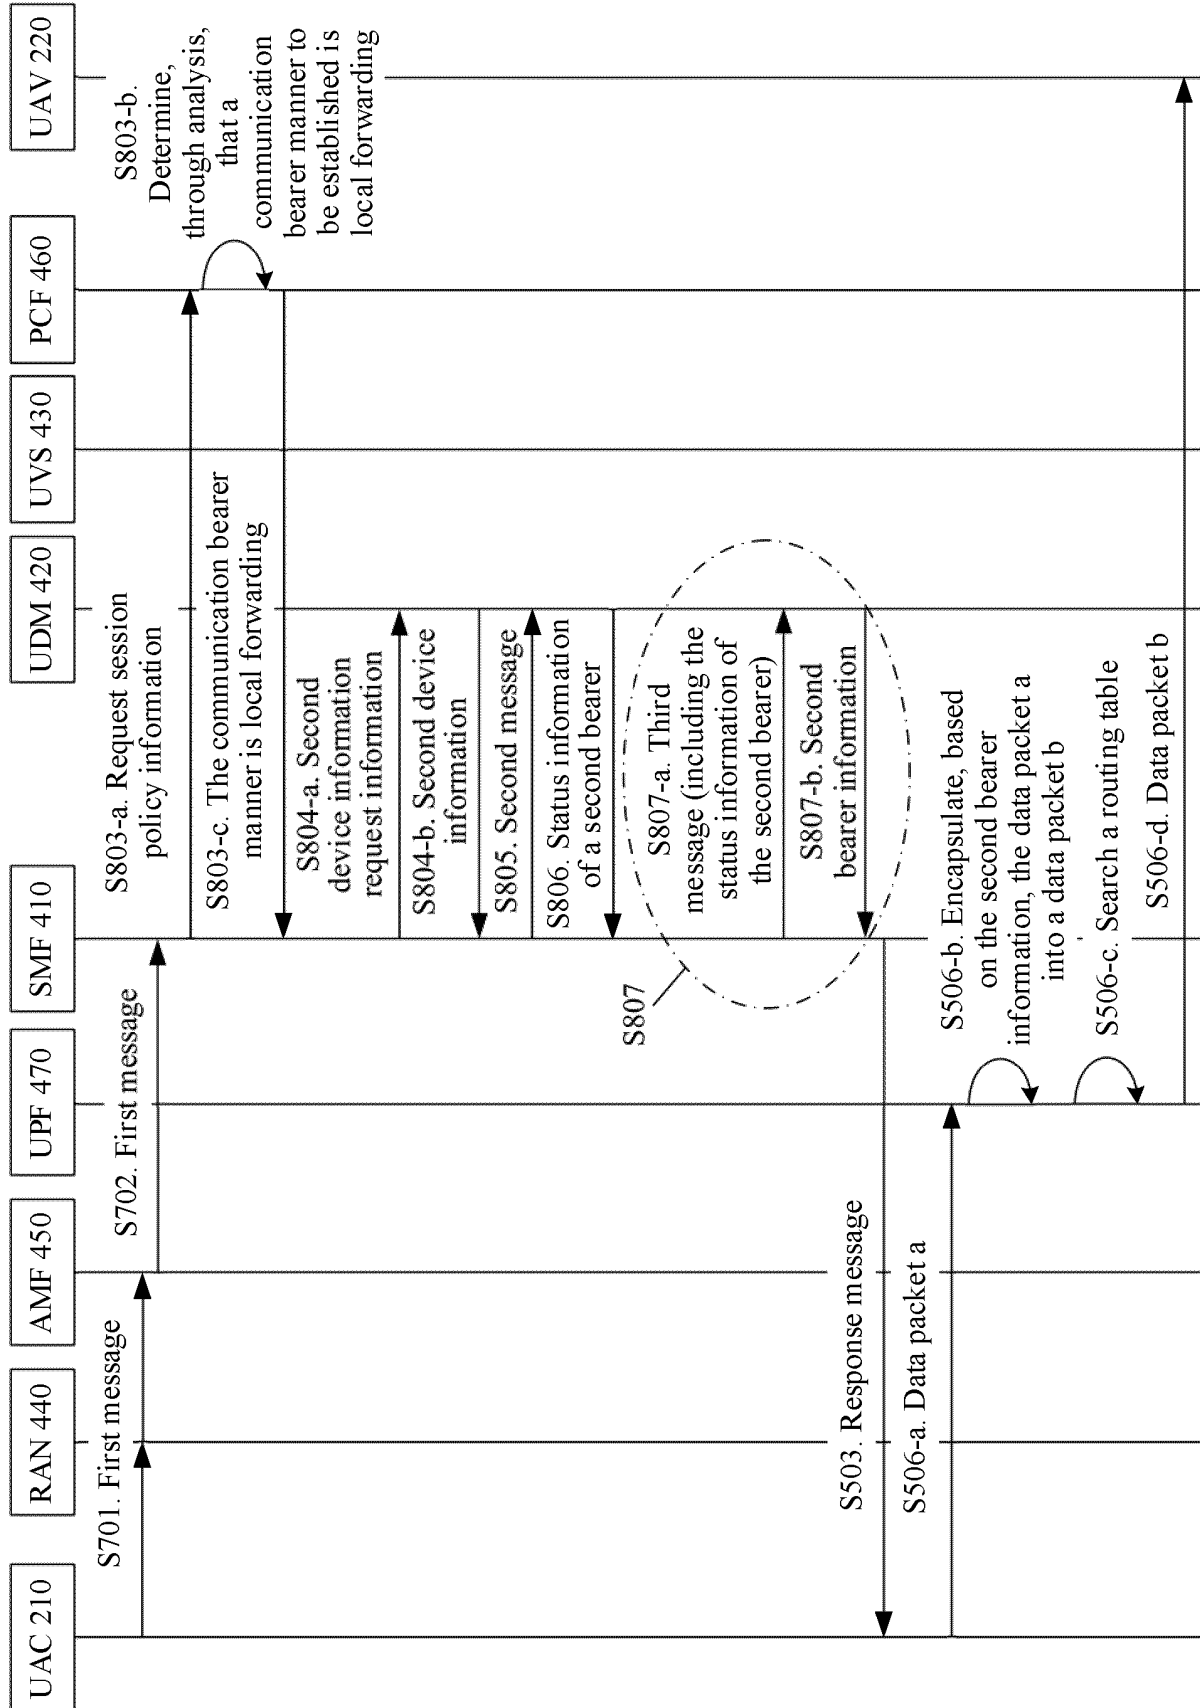 UAC 210
RAN 440
AMF 450
UPF 470
SMF 410
UDM 420
UVS 430
PCF 460
UAV 220
S701. First message
S702. First message
S803-a. Request session
policy information
S803-b.
Determine,
through analysis,
that a
communication
bearer manner to
be established is
local forwarding
S803-c. The communication bearer
manner is local forwarding
S804-a. Second
device information
request information
S804-b. Second device
information
S805. Second message
S806. Status information
of a second bearer
S807
S807-a. Third
message (including the
status information of
the second bearer)
S807-b. Second
bearer information
S503. Response message
S506-a. Data packet a
S506-b. Encapsulate, based
on the second bearer
information, the data packet a
into a data packet b
S506-c. Search a routing table
S506-d. Data packet b